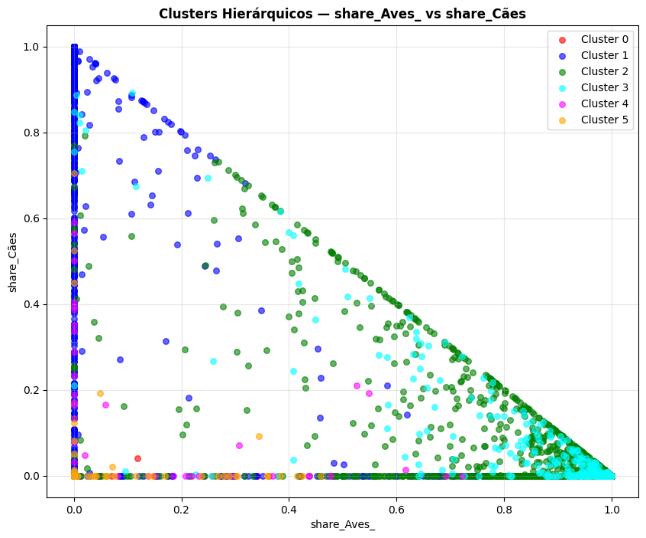 Clusters Hierárquicos — share_Aves_ vs share_Cães
1.0
0.8
0.6
0.4
0.2
0.0
share_Cães
Cluster 0
Cluster 1
Cluster 2
Cluster 3
Cluster 4
Cluster 5
0.0 0.2 0.4 0.6 0.8 1.0
share_Aves_